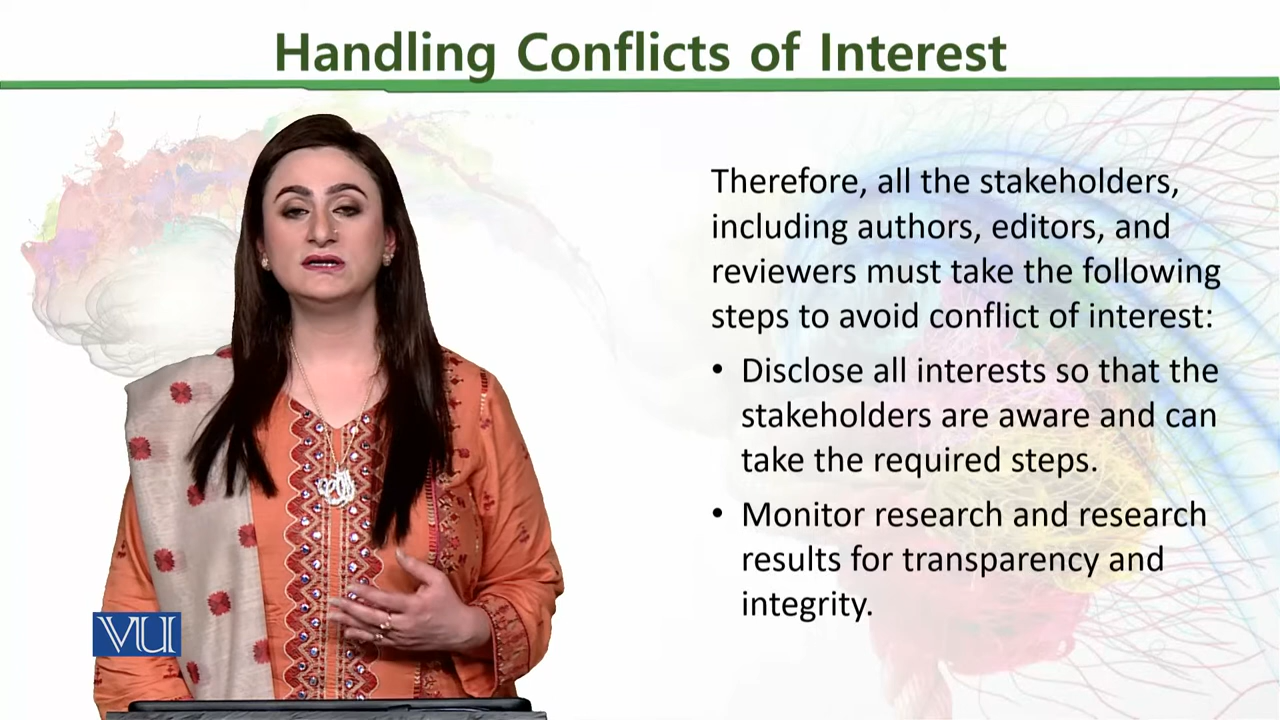 Handling Conflicts of Interest
Therefore, all the stakeholders,
including authors, editors, and
reviewers must take the following
steps to avoid conflict of interest:
• Disclose all interests so that the
stakeholders are aware and can
take the required steps.
• Monitor research and research
results for transparency and
integrity.
VU